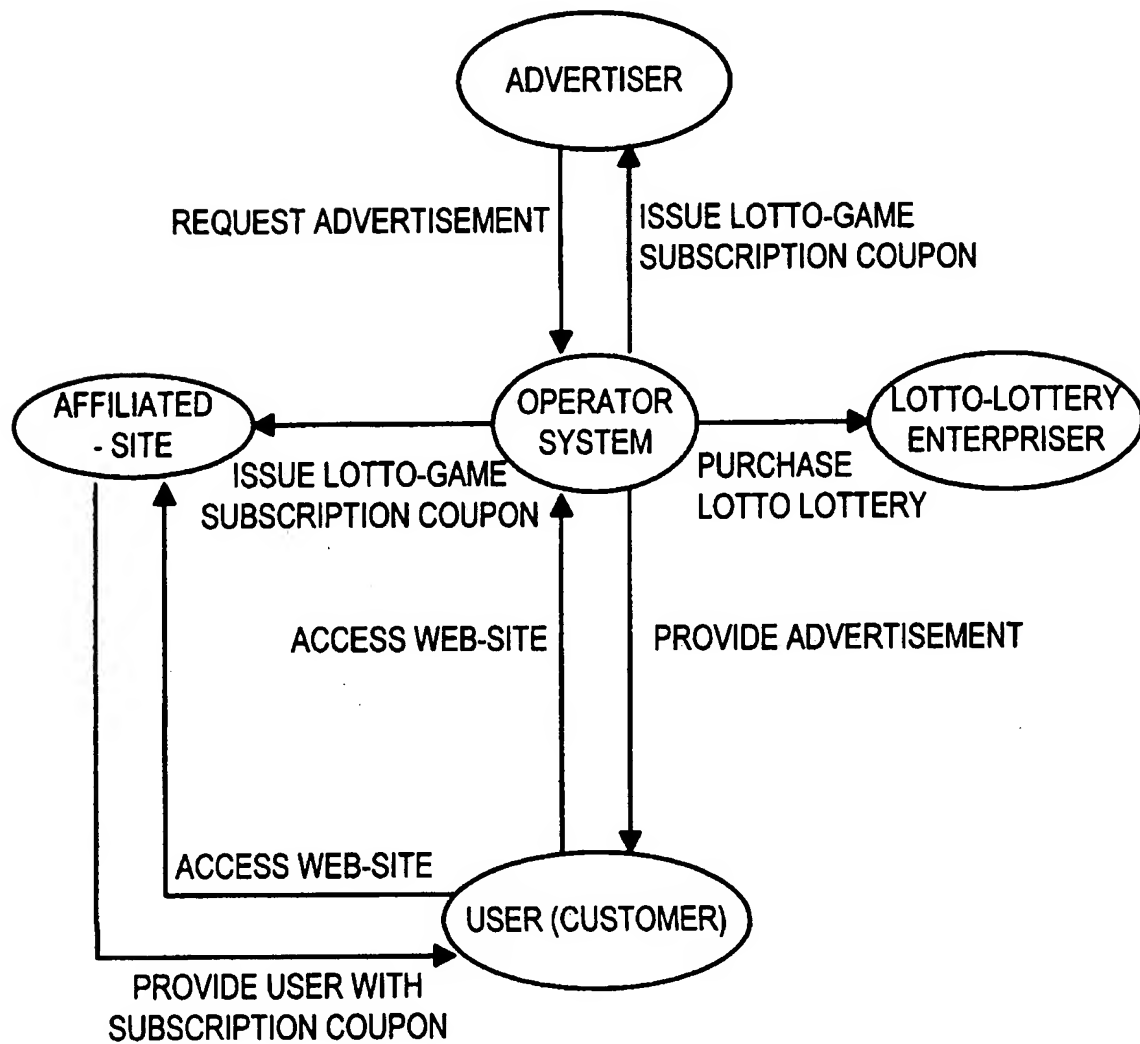 ADVERTISER
REQUEST ADVERTISEMENT
ISSUE LOTTO-GAME
SUBSCRIPTION COUPON
AFFILIATED
- SITE
OPERATOR
SYSTEM
LOTTO-LOTTERY
ENTERPRISER
ISSUE LOTTO-GAME
SUBSCRIPTION COUPON
PURCHASE
LOTTO LOTTERY
ACCESS WEB-SITE
PROVIDE ADVERTISEMENT
ACCESS WEB-SITE
USER (CUSTOMER)
PROVIDE USER WITH
SUBSCRIPTION COUPON